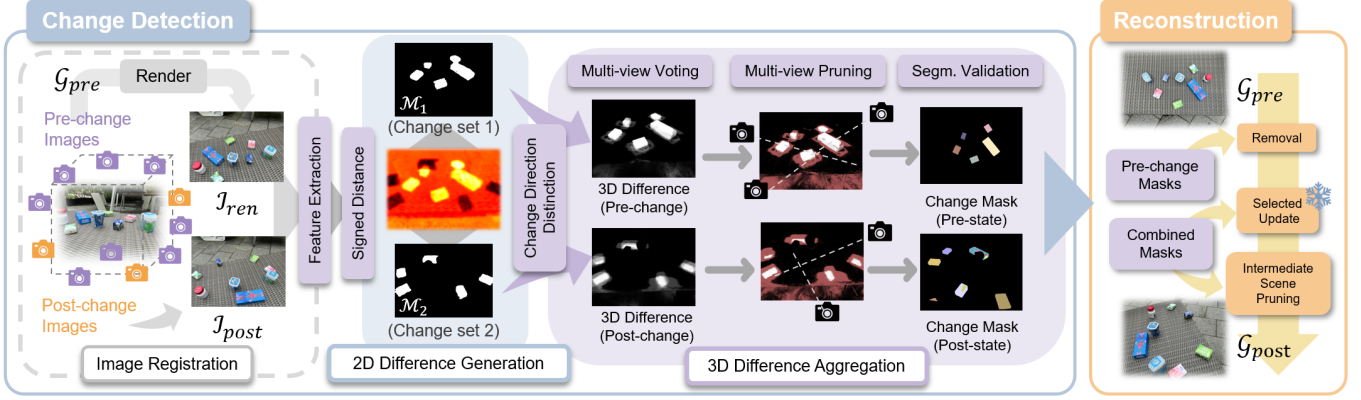 Change Detection
Reconstruction
𝒢pre
Render
Pre-change
Images
ℐren
Post-change
Images
ℐpost
Image Registration
Feature Extraction
Signed Distance
ℳ1
(Change set 1)
ℳ2
(Change set 2)
2D Difference Generation
Change Direction
Distinction
Multi-view Voting
Multi-view Pruning
Segm. Validation
3D Difference
(Pre-change)
Change Mask
(Pre-state)
3D Difference
(Post-change)
Change Mask
(Post-state)
3D Difference Aggregation
𝒢pre
Removal
Pre-change
Masks
Selected
Update
Combined
Masks
Intermediate
Scene
Pruning
𝒢post